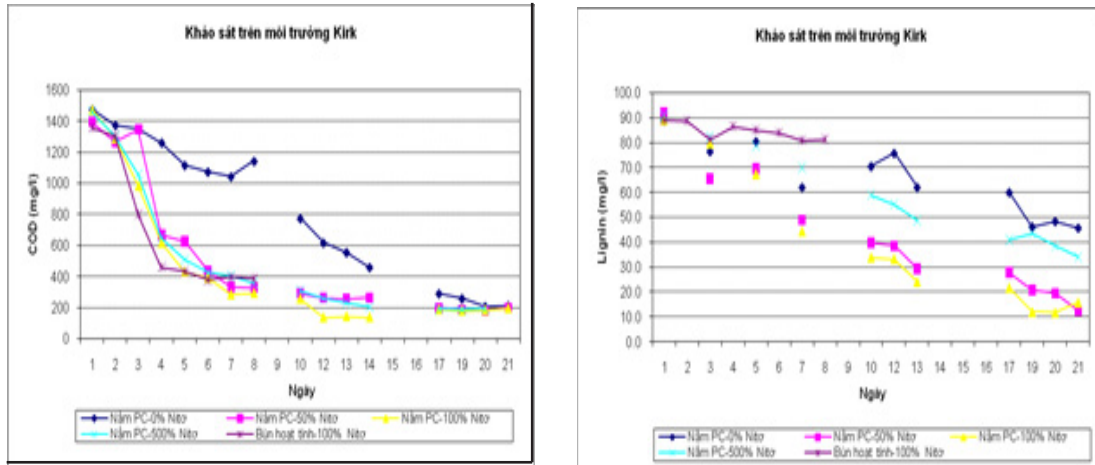 Khảo sát trên môi trường Kirk
COD (mg/l)
1600
1400
1200
1000
800
600
400
200
0
1 2 3 4 5 6 7 8 9 10 12 13 14 15 16 17 19 20 21
Ngày
Nấm PC-0% Nitơ
Nấm PC-50% Nitơ
Nấm PC-100% Nitơ
Nấm PC-500% Nitơ
Bùn hoạt tính-100% Nitơ
Khảo sát trên môi trường Kirk
Lignin (mg/l)
100.0
90.0
80.0
70.0
60.0
50.0
40.0
30.0
20.0
10.0
0.0
1 2 3 4 5 6 7 8 9 10 12 13 14 15 16 17 19 20 21
Ngày
Nấm PC-0% Nitơ
Nấm PC-50% Nitơ
Nấm PC-100% Nitơ
Nấm PC-500% Nitơ
Bùn hoạt tính-100% Nitơ